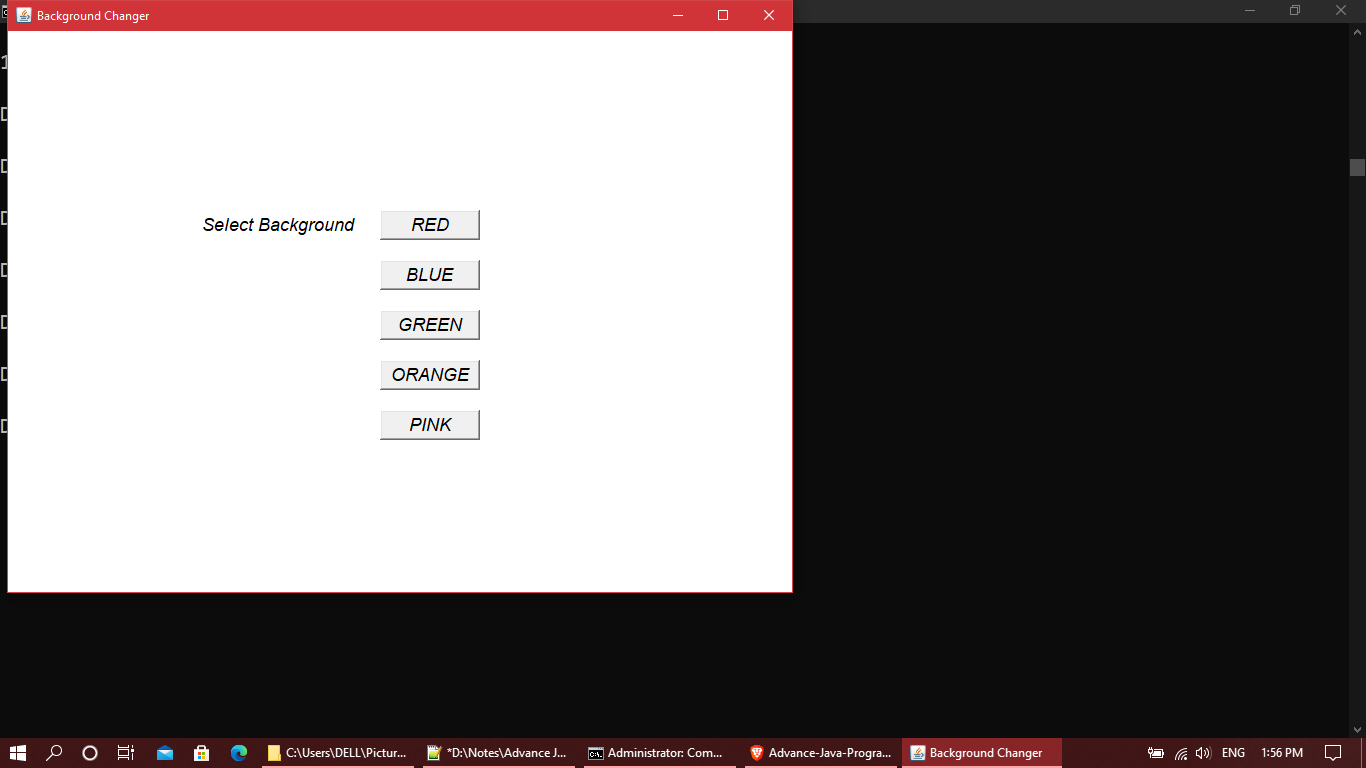 Background Changer
1
D
D
D
D
D
D
D
Select Background RED
BLUE
GREEN
ORANGE
PINK
C:\Users\DELL\Pictur... *D:\Notes\Advance J... Administrator: Com... Advance-Java-Progra... Background Changer ENG 1:56 PM